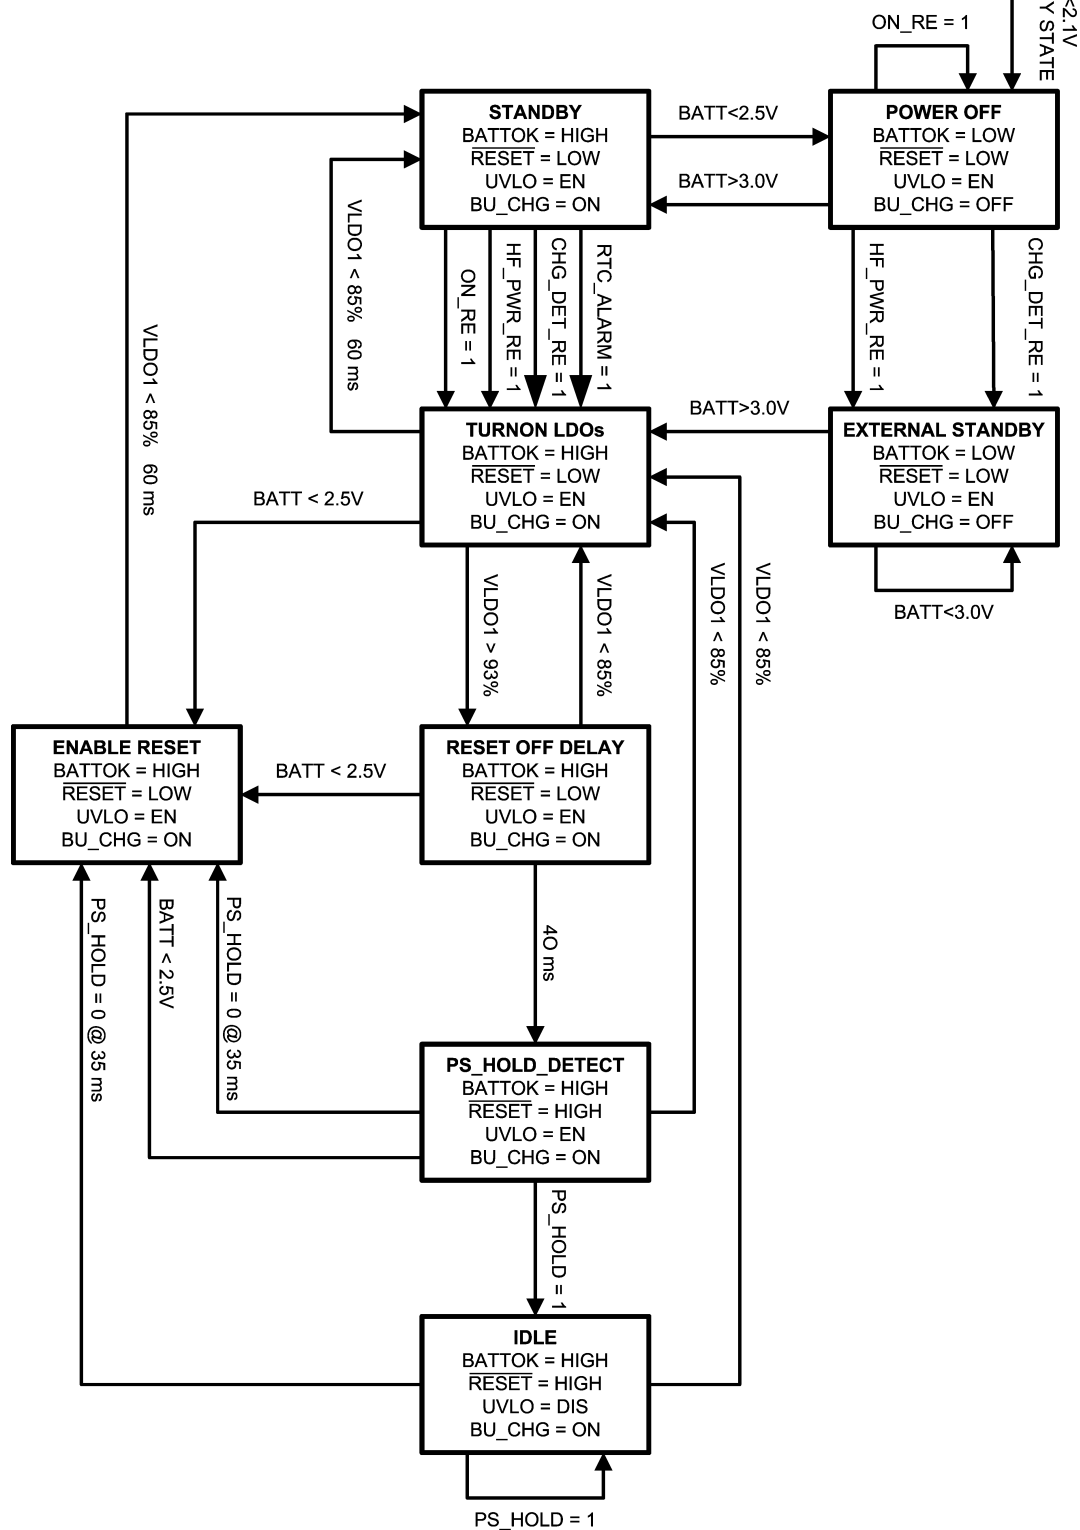 <2.1V
Y STATE
ON_RE = 1
STANDBY
BATTOK = HIGH
RESET = LOW
UVLO = EN
BU_CHG = ON
BATT<2.5V
BATT>3.0V
POWER OFF
BATTOK = LOW
RESET = LOW
UVLO = EN
BU_CHG = OFF
VLDO1 < 85% 60 ms
VLDO1 < 85% 60 ms
ON_RE = 1
HF_PWR_RE = 1
CHG_DET_RE = 1
RTC_ALARM = 1
HF_PWR_RE = 1
CHG_DET_RE = 1
TURNON LDOs
BATTOK = HIGH
RESET = LOW
UVLO = EN
BU_CHG = ON
BATT>3.0V
EXTERNAL STANDBY
BATTOK = LOW
RESET = LOW
UVLO = EN
BU_CHG = OFF
BATT<3.0V
BATT < 2.5V
VLDO1 > 93%
VLDO1 < 85%
VLDO1 < 85%
VLDO1 < 85%
ENABLE RESET
BATTOK = HIGH
RESET = LOW
UVLO = EN
BU_CHG = ON
BATT < 2.5V
RESET OFF DELAY
BATTOK = HIGH
RESET = LOW
UVLO = EN
BU_CHG = ON
PS_HOLD = 0 @ 35 ms
BATT < 2.5V
PS_HOLD = 0 @ 35 ms
4O ms
PS_HOLD_DETECT
BATTOK = HIGH
RESET = HIGH
UVLO = EN
BU_CHG = ON
PS_HOLD = 1
IDLE
BATTOK = HIGH
RESET = HIGH
UVLO = DIS
BU_CHG = ON
PS_HOLD = 1